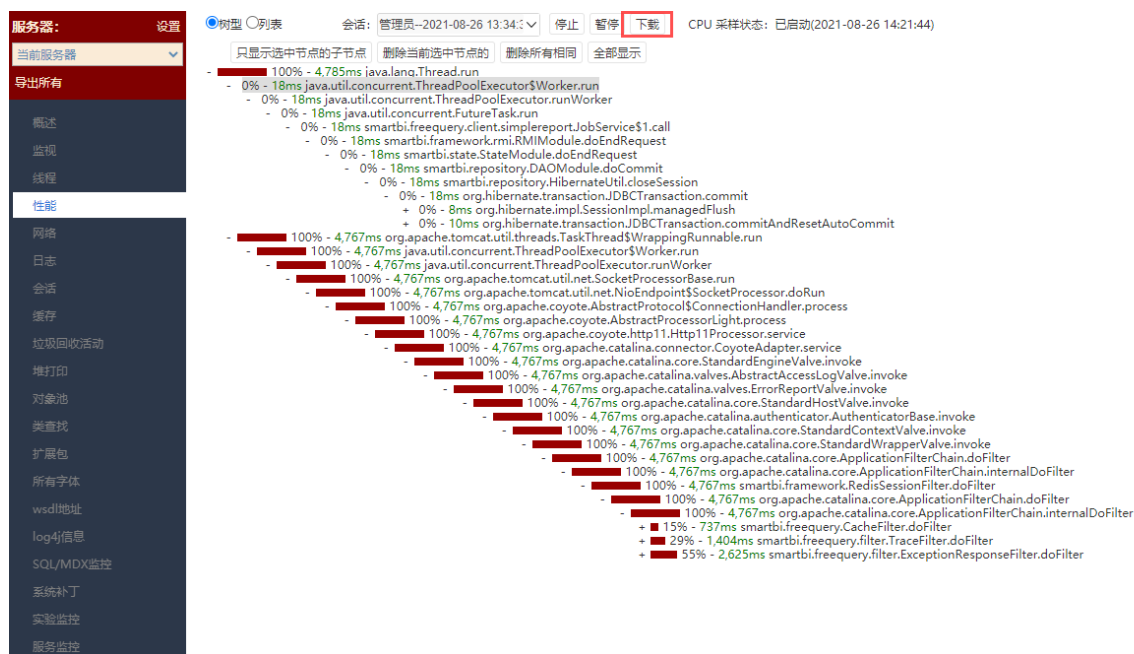 服务器： 设置
当前服务器
导出所有
概述
监视
线程
性能
网络
日志
会话
缓存
垃圾回收活动
堆打印
对象池
类查找
扩展包
所有字体
wsdl地址
log4j信息
SQL/MDX监控
系统补丁
实验监控
服务监控
树型 列表 会话： 管理员--2021-08-26 13:34: 停止 暂停 下载 CPU 采样状态：已启动(2021-08-26 14:21:44)
只显示选中节点的子节点 删除当前选中节点的 删除所有相同 全部显示
- 100% - 4,785ms java.lang.Thread.run
- 0% - 18ms java.util.concurrent.ThreadPoolExecutor$Worker.run
- 0% - 18ms java.util.concurrent.ThreadPoolExecutor.runWorker
- 0% - 18ms java.util.concurrent.FutureTask.run
- 0% - 18ms smartbi.freequery.client.simplereport.JobService$1.call
- 0% - 18ms smartbi.framework.rmi.RMIModule.doEndRequest
- 0% - 18ms smartbi.state.StateModule.doEndRequest
- 0% - 18ms smartbi.repository.DAOModule.doCommit
- 0% - 18ms smartbi.repository.HibernateUtil.closeSession
- 0% - 18ms org.hibernate.transaction.JDBCTransaction.commit
+ 0% - 8ms org.hibernate.impl.SessionImpl.managedFlush
+ 0% - 10ms org.hibernate.transaction.JDBCTransaction.commitAndResetAutoCommit
- 100% - 4,767ms org.apache.tomcat.util.threads.TaskThread$WrappingRunnable.run
- 100% - 4,767ms java.util.concurrent.ThreadPoolExecutor$Worker.run
- 100% - 4,767ms java.util.concurrent.ThreadPoolExecutor.runWorker
- 100% - 4,767ms org.apache.tomcat.util.net.SocketProcessorBase.run
- 100% - 4,767ms org.apache.tomcat.util.net.NioEndpoint$SocketProcessor.doRun
- 100% - 4,767ms org.apache.coyote.AbstractProtocol$ConnectionHandler.process
- 100% - 4,767ms org.apache.coyote.AbstractProcessorLight.process
- 100% - 4,767ms org.apache.coyote.http11.Http11Processor.service
- 100% - 4,767ms org.apache.catalina.connector.CoyoteAdapter.service
- 100% - 4,767ms org.apache.catalina.core.StandardEngineValve.invoke
- 100% - 4,767ms org.apache.catalina.valves.AbstractAccessLogValve.invoke
- 100% - 4,767ms org.apache.catalina.valves.ErrorReportValve.invoke
- 100% - 4,767ms org.apache.catalina.core.StandardHostValve.invoke
- 100% - 4,767ms org.apache.catalina.authenticator.AuthenticatorBase.invoke
- 100% - 4,767ms org.apache.catalina.core.StandardContextValve.invoke
- 100% - 4,767ms org.apache.catalina.core.StandardWrapperValve.invoke
- 100% - 4,767ms org.apache.catalina.core.ApplicationFilterChain.doFilter
- 100% - 4,767ms org.apache.catalina.core.ApplicationFilterChain.internalDoFilter
- 100% - 4,767ms smartbi.framework.RedisSessionFilter.doFilter
- 100% - 4,767ms org.apache.catalina.core.ApplicationFilterChain.doFilter
- 100% - 4,767ms org.apache.catalina.core.ApplicationFilterChain.internalDoFilter
+ 15% - 737ms smartbi.freequery.CacheFilter.doFilter
+ 29% - 1,404ms smartbi.freequery.filter.TraceFilter.doFilter
+ 55% - 2,625ms smartbi.freequery.filter.ExceptionResponseFilter.doFilter